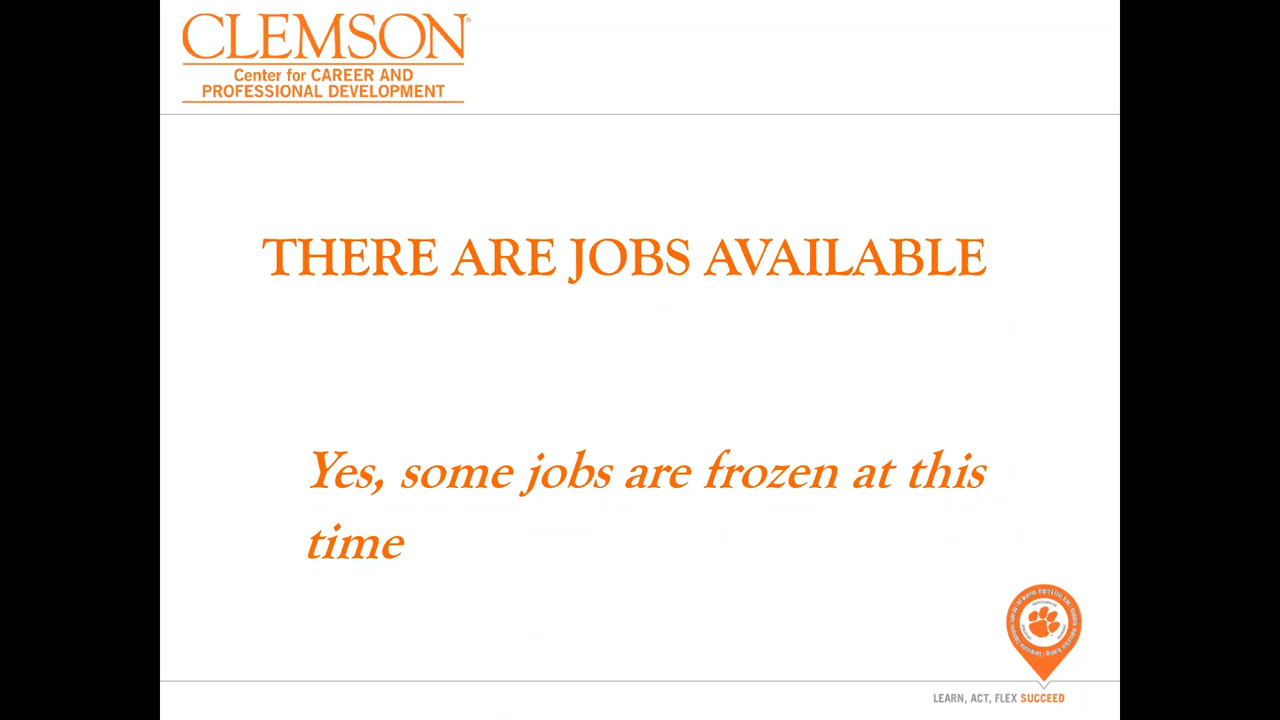 CLEMSON®
Center for CAREER AND
PROFESSIONAL DEVELOPMENT
THERE ARE JOBS AVAILABLE
Yes, some jobs are frozen at this
time
LEARN, ACT, FLEX SUCCEED